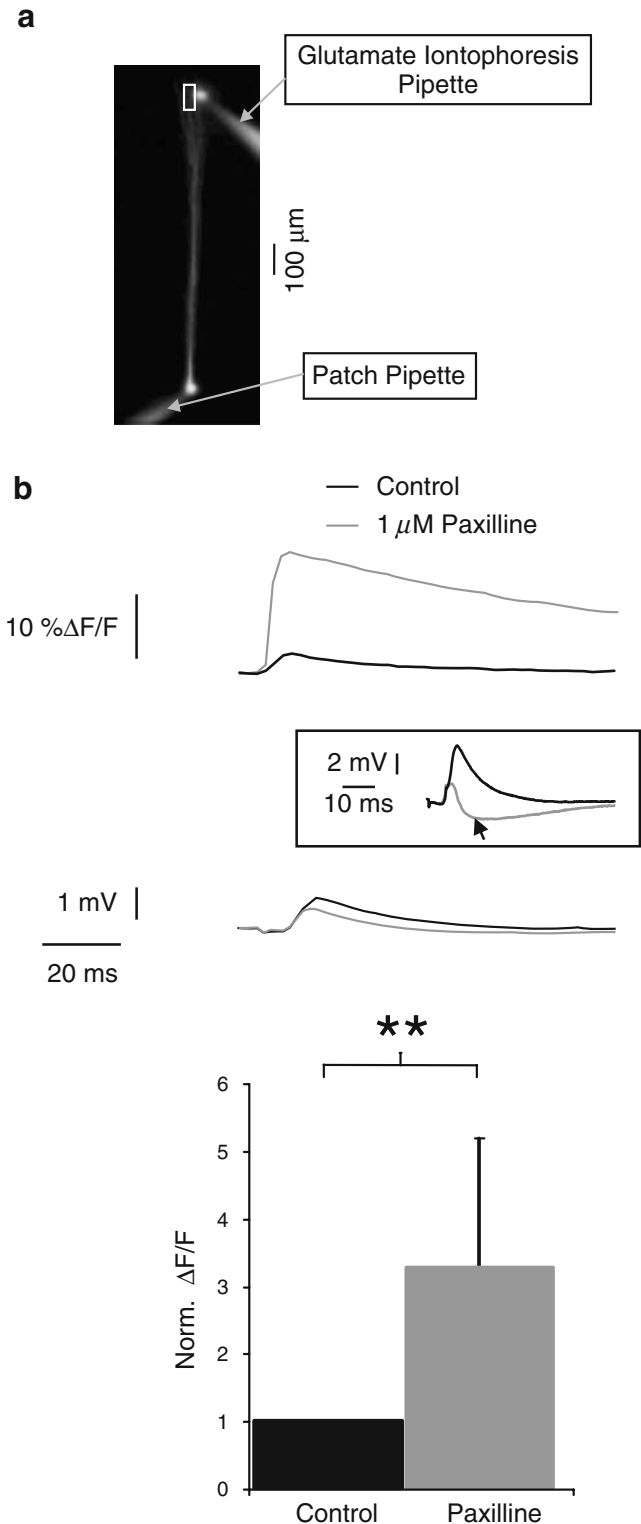 a
Glutamate Iontophoresis
Pipette
100 μm
Patch Pipette
b
Control
1 μM Paxilline
10 %ΔF/F
2 mV
10 ms
1 mV
20 ms
**
6
5
4
3
2
1
0
Norm. ΔF/F
Control
Paxilline